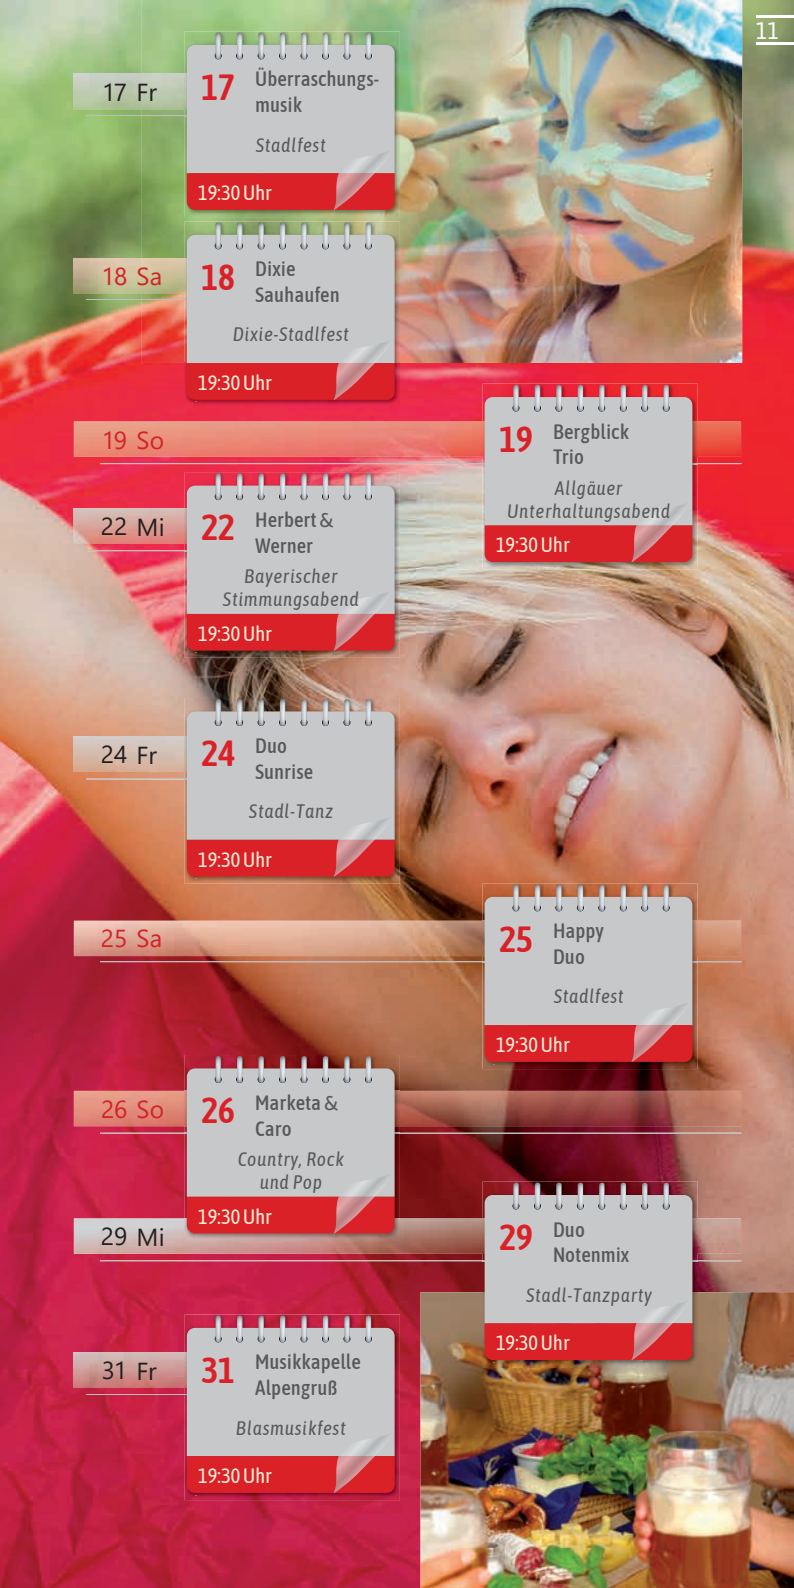 11
17 Fr
17 Überraschungs-
musik
Stadlfest
19:30 Uhr
18 Sa
18 Dixie
Sauhaufen
Dixie-Stadlfest
19:30 Uhr
19 So
19 Bergblick
Trio
Allgäuer
Unterhaltungsabend
19:30 Uhr
22 Mi
22 Herbert &
Werner
Bayerischer
Stimmungsabend
19:30 Uhr
24 Fr
24 Duo
Sunrise
Stadl-Tanz
19:30 Uhr
25 Sa
25 Happy
Duo
Stadlfest
19:30 Uhr
26 So
26 Marketa &
Caro
Country, Rock
und Pop
19:30 Uhr
29 Mi
29 Duo
Notenmix
Stadl-Tanzparty
19:30 Uhr
31 Fr
31 Musikkapelle
Alpengruß
Blasmusikfest
19:30 Uhr